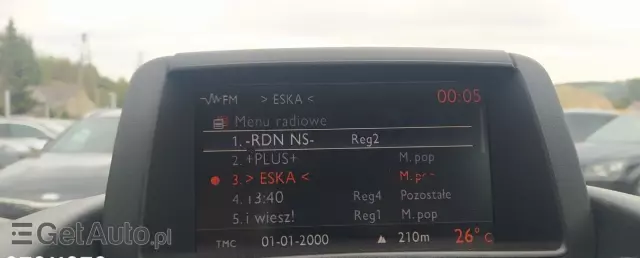 FM > ESKA < 00:05
Menu radiowe
1. -RDN NS- Reg2
2. +PLUS+ M.pop
3. > ESKA < M.pop
4. 13:40 Reg4 Pozostałe
5. i wiesz! Reg1 M.pop
GetAuto.pl
TMC 01-01-2000 210m 26°C